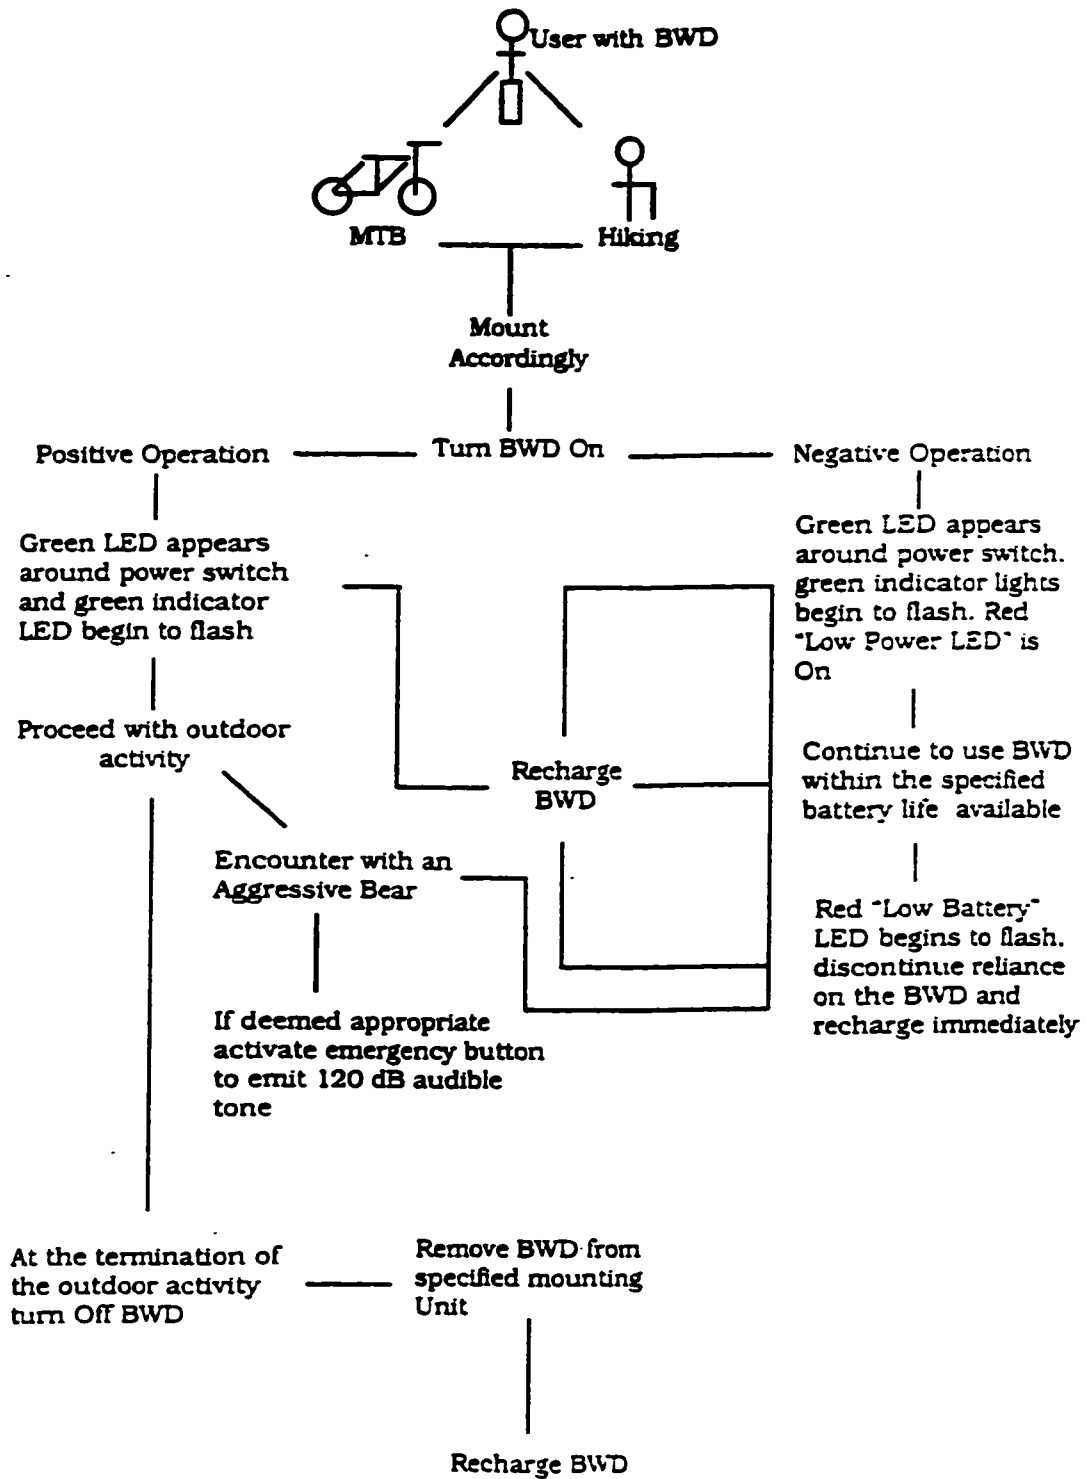 User with BWD
MTB
Hiking
Mount
Accordingly
Turn BWD On
Positive Operation
Green LED appears
around power switch
and green indicator
LED begin to flash
Proceed with outdoor
activity
Encounter with an
Aggressive Bear
If deemed appropriate
activate emergency button
to emit 120 dB audible
tone
Recharge
BWD
Negative Operation
Green LED appears
around power switch.
green indicator lights
begin to flash. Red
"Low Power LED" is
On
Continue to use BWD
within the specified
battery life available
Red "Low Battery"
LED begins to flash.
discontinue reliance
on the BWD and
recharge immediately
At the termination of
the outdoor activity
turn Off BWD
Remove BWD from
specified mounting
Unit
Recharge BWD